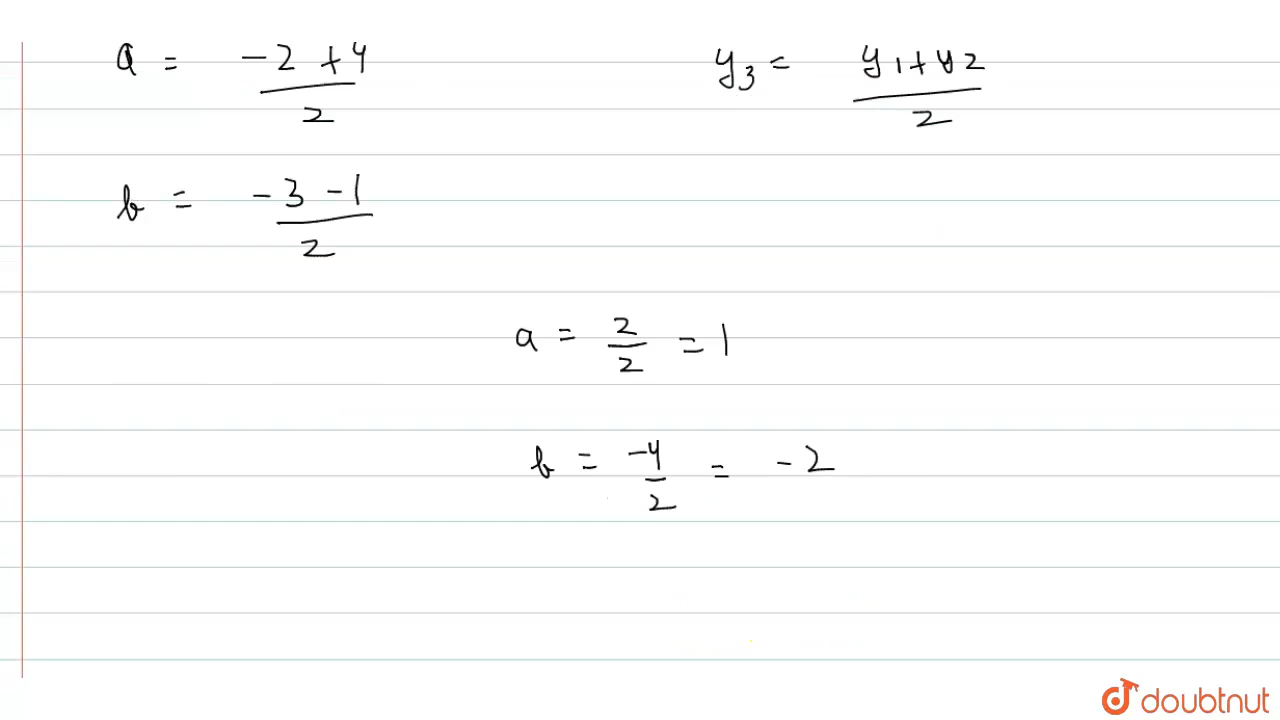 a = (-2 + 4)/2    y₃ = (y₁ + y₂)/2
b = (-3 - 1)/2
a = 2/2 = 1
b = -4/2 = -2
doubtnut